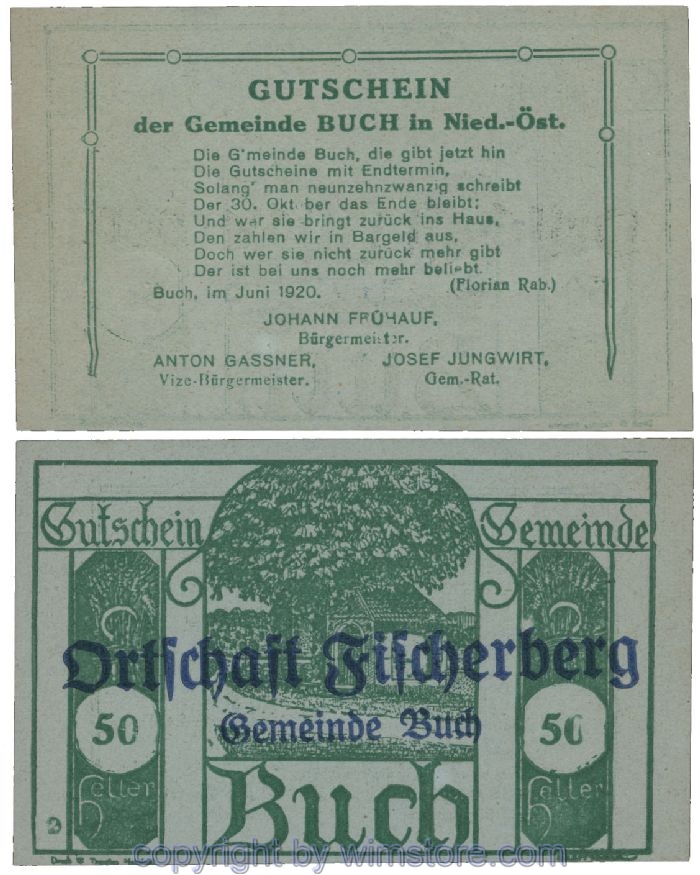 GUTSCHEIN
der Gemeinde BUCH in Nied.-Öst.
Die G'meinde Buch, die gibt jetzt hin
Die Gutscheine mit Endtermin,
Solang' man neunzehnzwanzig schreibt
Der 30. Okt ber das Ende bleibt;
Und wer sie bringt zurück ins Haus,
Den zahlen wir in Bargeld aus,
Doch wer sie nicht zurück mehr gibt
Der ist bei uns noch mehr beliebt.
Buch, im Juni 1920. (Florian Rab.)
JOHANN FRÜHAUF,
Bürgermeister.
ANTON GASSNER, JOSEF JUNGWIRT,
Vize-Bürgermeister. Gem.-Rat.
Gutschein Gemeinde
Ortschaft Fischerberg
Gemeinde Buch
50 50
Heller Heller
Buch
2
Druck
copyright by wimstore.com